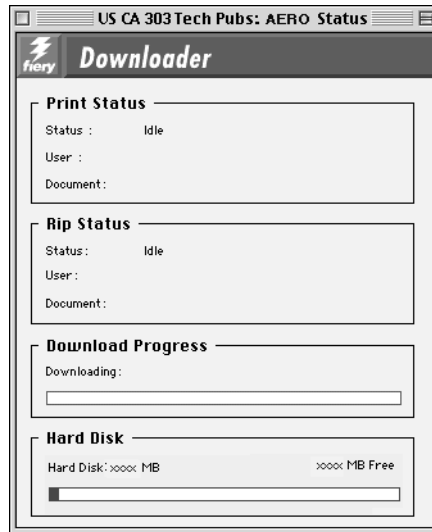 US CA 303 Tech Pubs: AERO Status
fiery Downloader
Print Status
Status : Idle
User :
Document:
Rip Status
Status: Idle
User:
Document:
Download Progress
Downloading:
Hard Disk
Hard Disk: xxxx MB xxxx MB Free